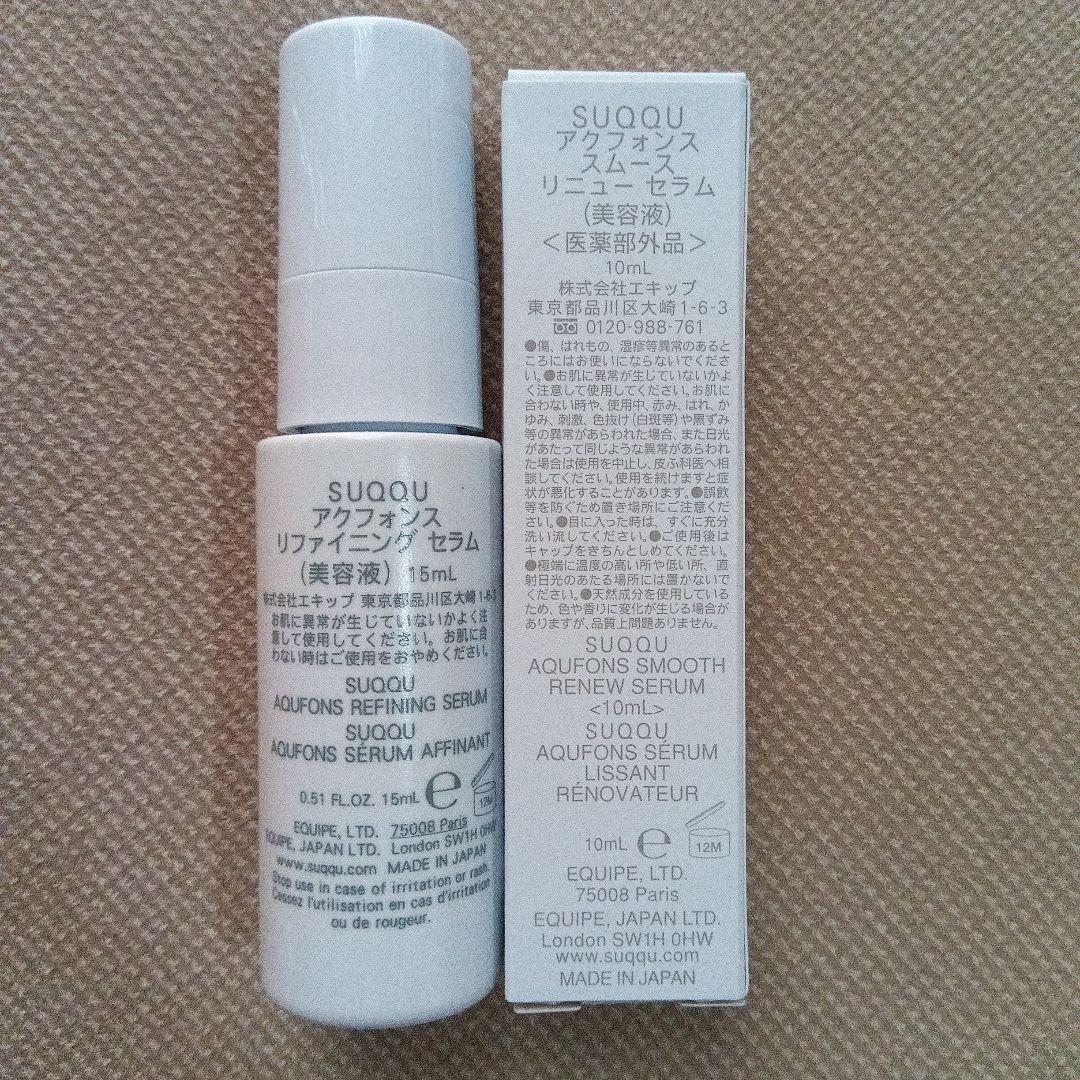 SUQQU
アクフォンス
リファイニング セラム
(美容液) 15mL
株式会社エキップ 東京都品川区大崎1-6-3
お肌に異常が生じていないかよく注
意して使用してください。お肌に合
わない時はご使用をおやめください。
SUQQU
AQUFONS REFINING SERUM
SUQQU
AQUFONS SÉRUM AFFINANT
0.51 FL.OZ. 15mL e 12M
EQUIPE, LTD. 75008 Paris
EQUIPE, JAPAN LTD. London SW1H 0HW
www.suqqu.com MADE IN JAPAN
Stop use in case of irritation or rash.
Cessez l'utilisation en cas d'irritation
ou de rougeur.
SUQQU
アクフォンス
スムース
リニュー セラム
(美容液)
<医薬部外品>
10mL
株式会社エキップ
東京都品川区大崎1-6-3
0120-988-761
●傷、はれもの、湿疹等異常のあると
ころにはお使いにならないでくださ
い。●お肌に異常が生じていないかよ
く注意して使用してください。お肌に
合わない時や、使用中、赤み、はれ、か
ゆみ、刺激、色抜け(白斑等)や黒ずみ
等の異常があらわれた場合、また日光
があたって同じような異常があらわれ
た場合は使用を中止し、皮ふ科医へ相
談してください。使用を続けますと症
状が悪化することがあります。●誤飲
等を防ぐため置き場所にご注意くだ
さい。●目に入った時は、すぐに充分
洗い流してください。●ご使用後は
キャップをきちんとしめてください。
●極端に温度の高い所や低い所、直
射日光のあたる場所には置かないで
ください。●天然成分を使用している
ため、色や香りに変化が生じる場合が
ありますが、品質上問題ありません。
SUQQU
AQUFONS SMOOTH
RENEW SERUM
<10mL>
SUQQU
AQUFONS SÉRUM
LISSANT
RÉNOVATEUR
10mL e 12M
EQUIPE, LTD.
75008 Paris
EQUIPE, JAPAN LTD.
London SW1H 0HW
www.suqqu.com
MADE IN JAPAN